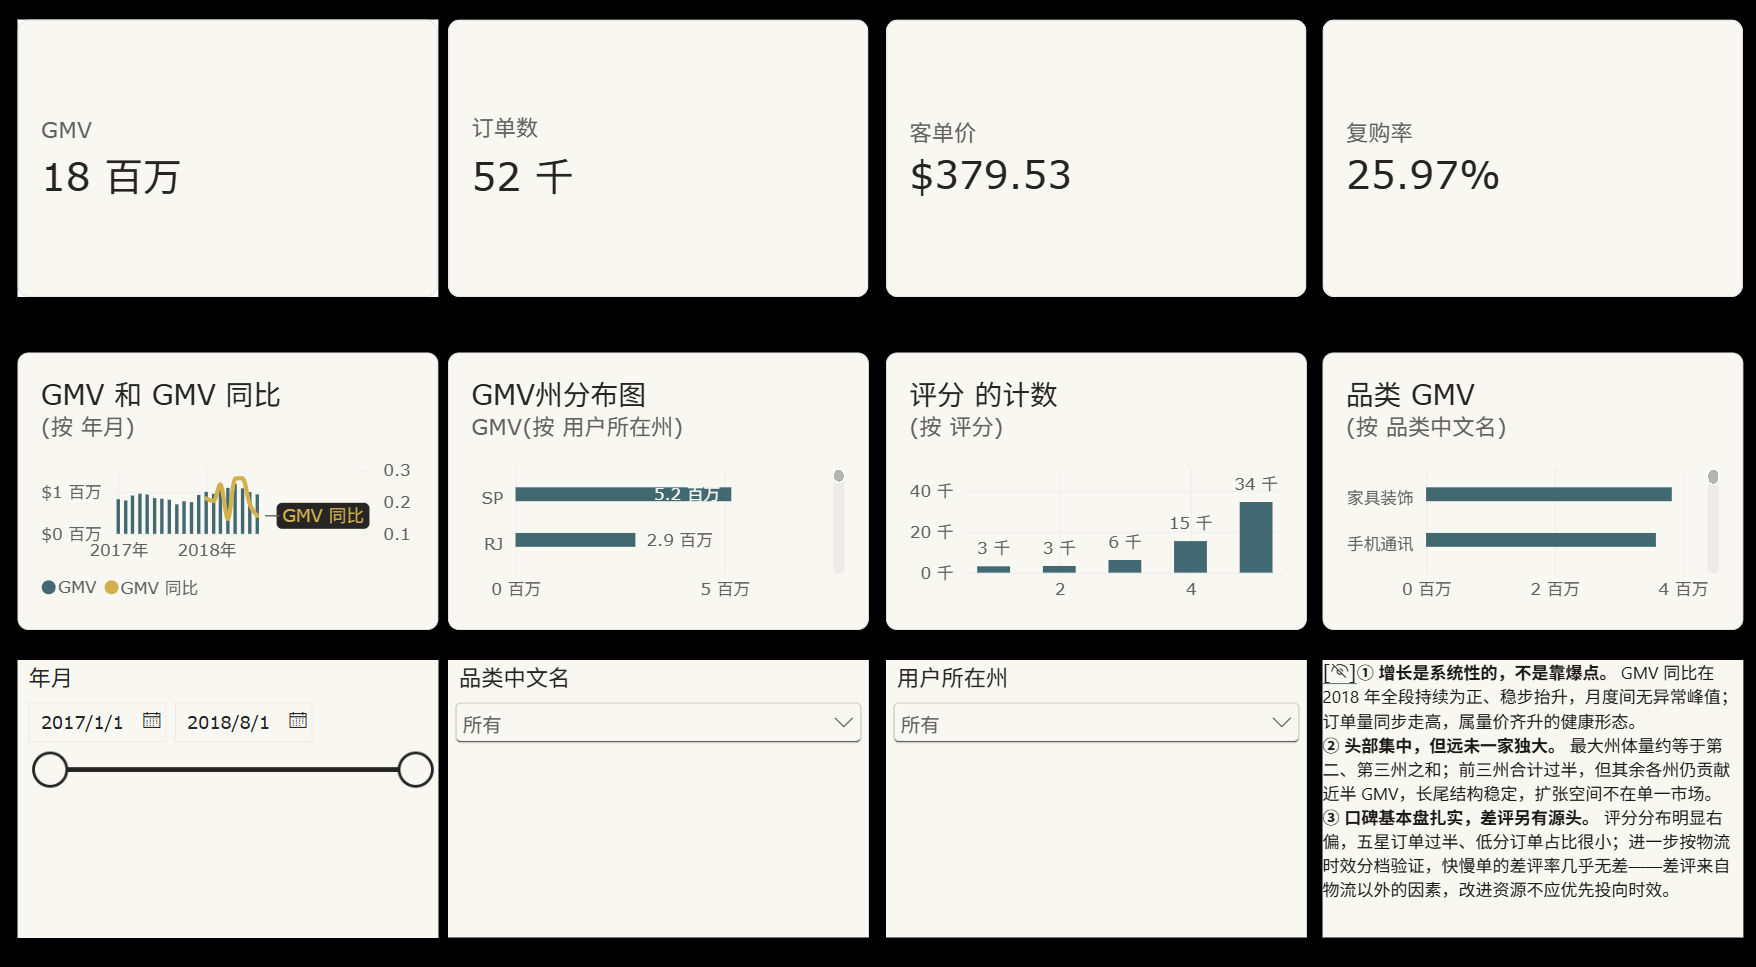 GMV
18 百万
订单数
52 千
客单价
$379.53
复购率
25.97%
GMV 和 GMV 同比
(按 年月)
$1 百万
$0 百万
0.3
0.2
0.1
GMV 同比
2017年
2018年
GMV
GMV 同比
GMV州分布图
GMV(按 用户所在州)
SP
5.2 百万
RJ
2.9 百万
0 百万
5 百万
评分 的计数
(按 评分)
40 千
20 千
0 千
3 千
3 千
6 千
15 千
34 千
2
4
品类 GMV
(按 品类中文名)
家具装饰
手机通讯
0 百万
2 百万
4 百万
年月
2017/1/1
2018/8/1
品类中文名
所有
用户所在州
所有
① 增长是系统性的，不是靠爆点。 GMV 同比在
2018 年全段持续为正、稳步抬升，月度间无异常峰值；
订单量同步走高，属量价齐升的健康形态。
② 头部集中，但远未一家独大。 最大州体量约等于第
二、第三州之和；前三州合计过半，但其余各州仍贡献
近半 GMV，长尾结构稳定，扩张空间不在单一市场。
③ 口碑基本盘扎实，差评另有源头。 评分分布明显右
偏，五星订单过半、低分订单占比很小；进一步按物流
时效分档验证，快慢单的差评率几乎无差——差评来自
物流以外的因素，改进资源不应优先投向时效。